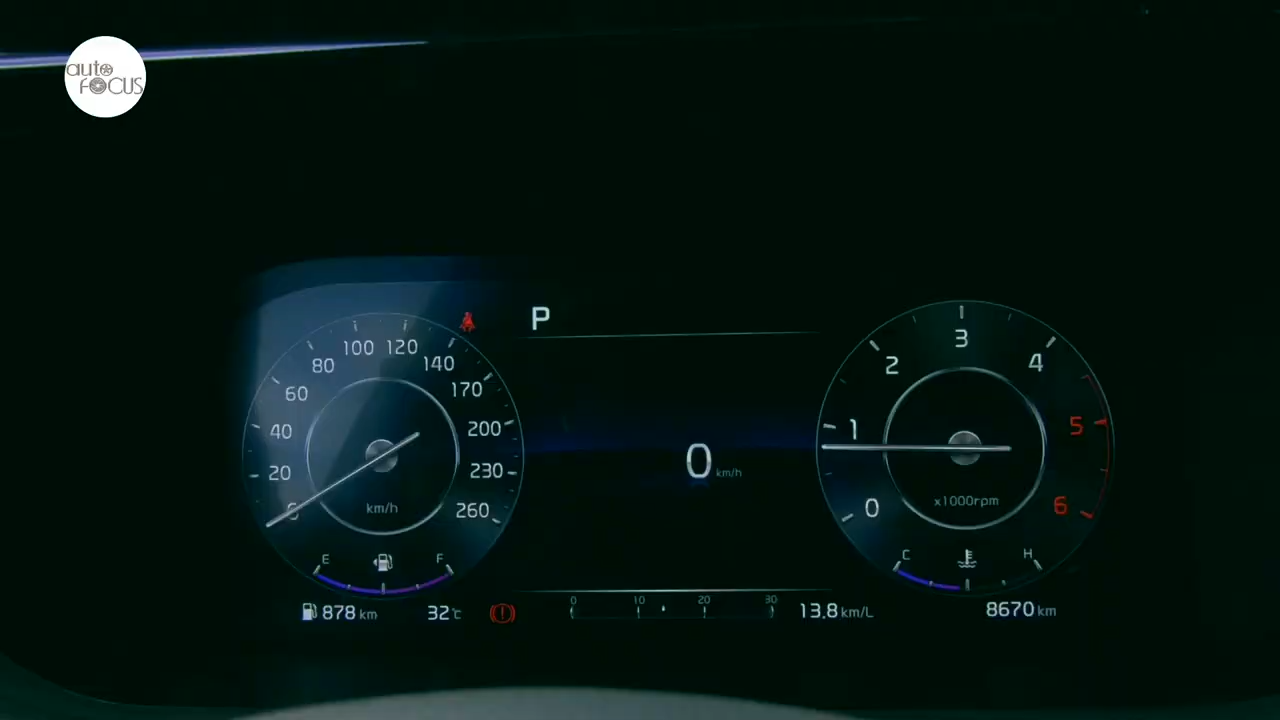 auto
FOCUS
P
100 120
80 140
60 170
40 200
20 230
0 260
km/h
E F
878 km
32°C
0 km/h
0 10 20 30
13.8 km/L
3
2 4
1 5
0 6
x1000rpm
C H
8670 km